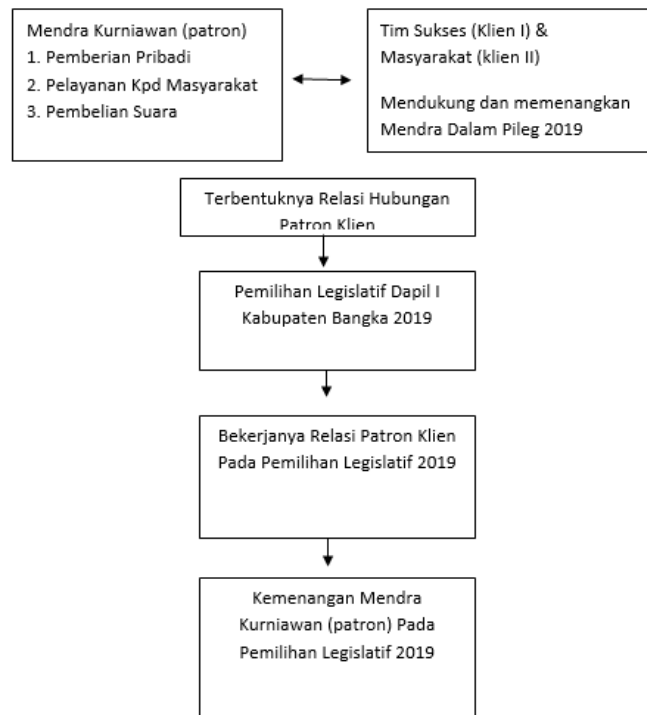 Mendra Kurniawan (patron)
1. Pemberian Pribadi
2. Pelayanan Kpd Masyarakat
3. Pembelian Suara
Tim Sukses (Klien I) &
Masyarakat (klien II)
Mendukung dan memenangkan
Mendra Dalam Pileg 2019
Terbentuknya Relasi Hubungan
Patron Klien
Pemilihan Legislatif Dapil I
Kabupaten Bangka 2019
Bekerjanya Relasi Patron Klien
Pada Pemilihan Legislatif 2019
Kemenangan Mendra
Kurniawan (patron) Pada
Pemilihan Legislatif 2019